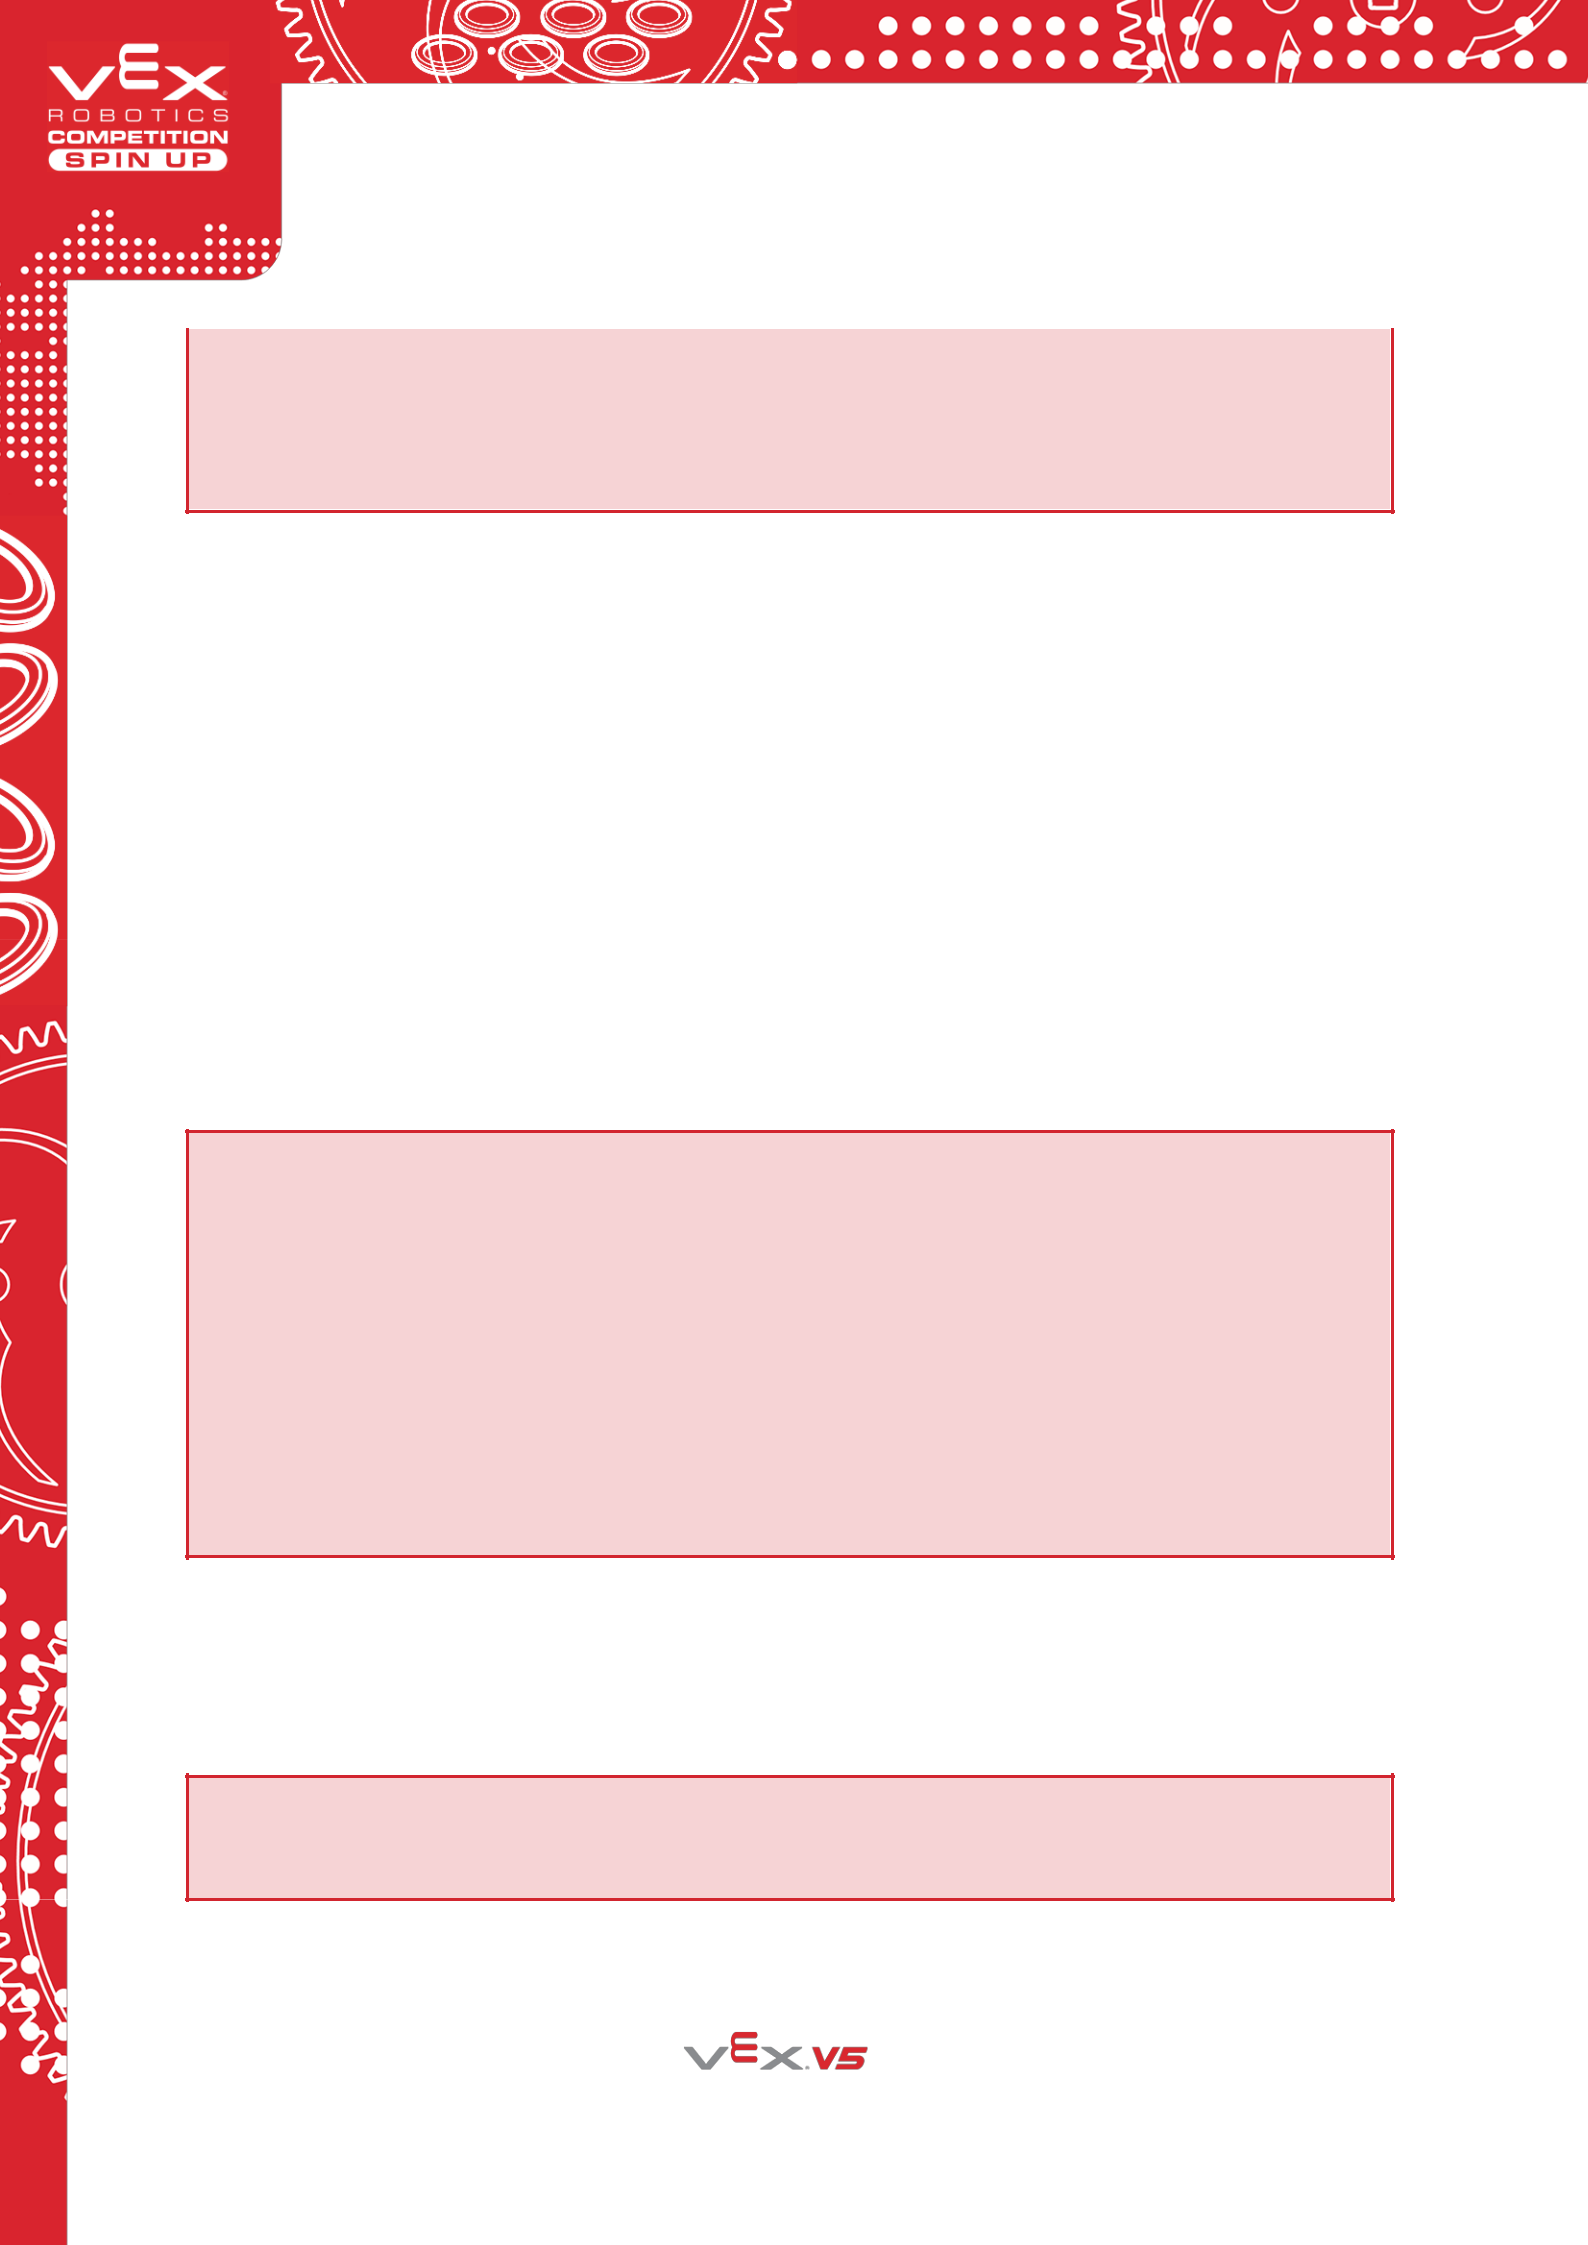 VEX
ROBOTICS
COMPETITION
SPIN UP
VEX V5